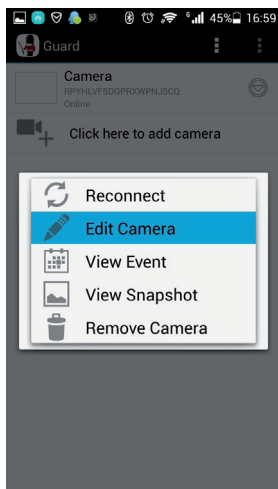 45% 16:59
Guard
Camera
RPYHLVFSDGPRXWPNJ5CQ
Online
Click here to add camera
Reconnect
Edit Camera
View Event
View Snapshot
Remove Camera